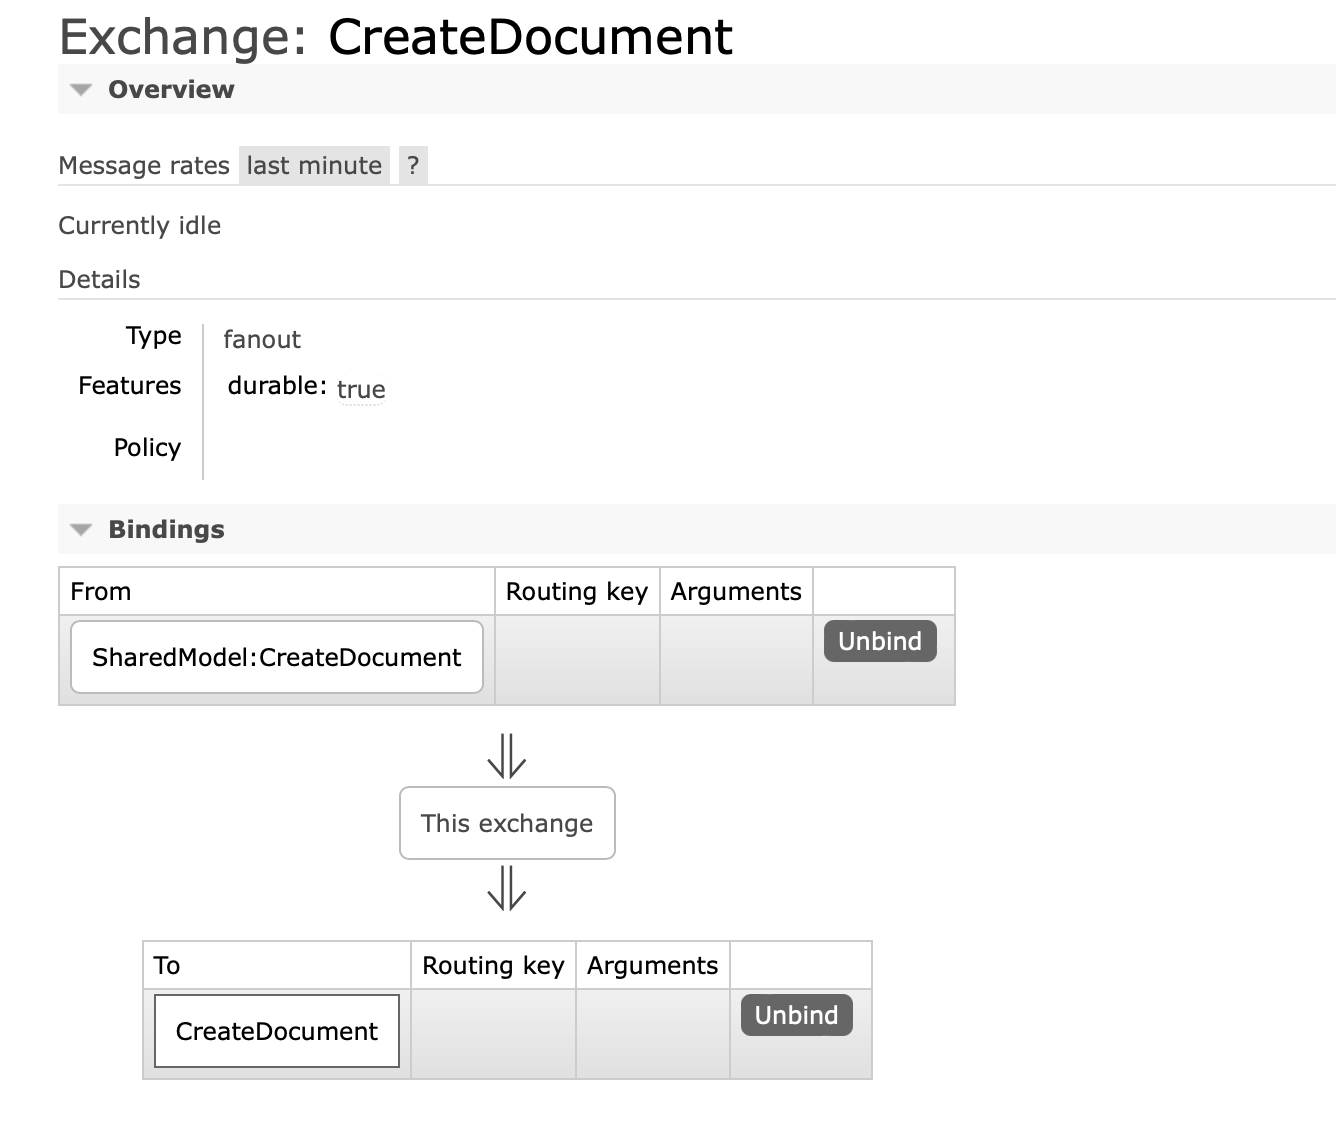 Exchange: CreateDocument
Overview
Message rates last minute ?
Currently idle
Details
Type fanout
Features durable: true
Policy
Bindings
From Routing key Arguments
SharedModel:CreateDocument Unbind
This exchange
To Routing key Arguments
CreateDocument Unbind